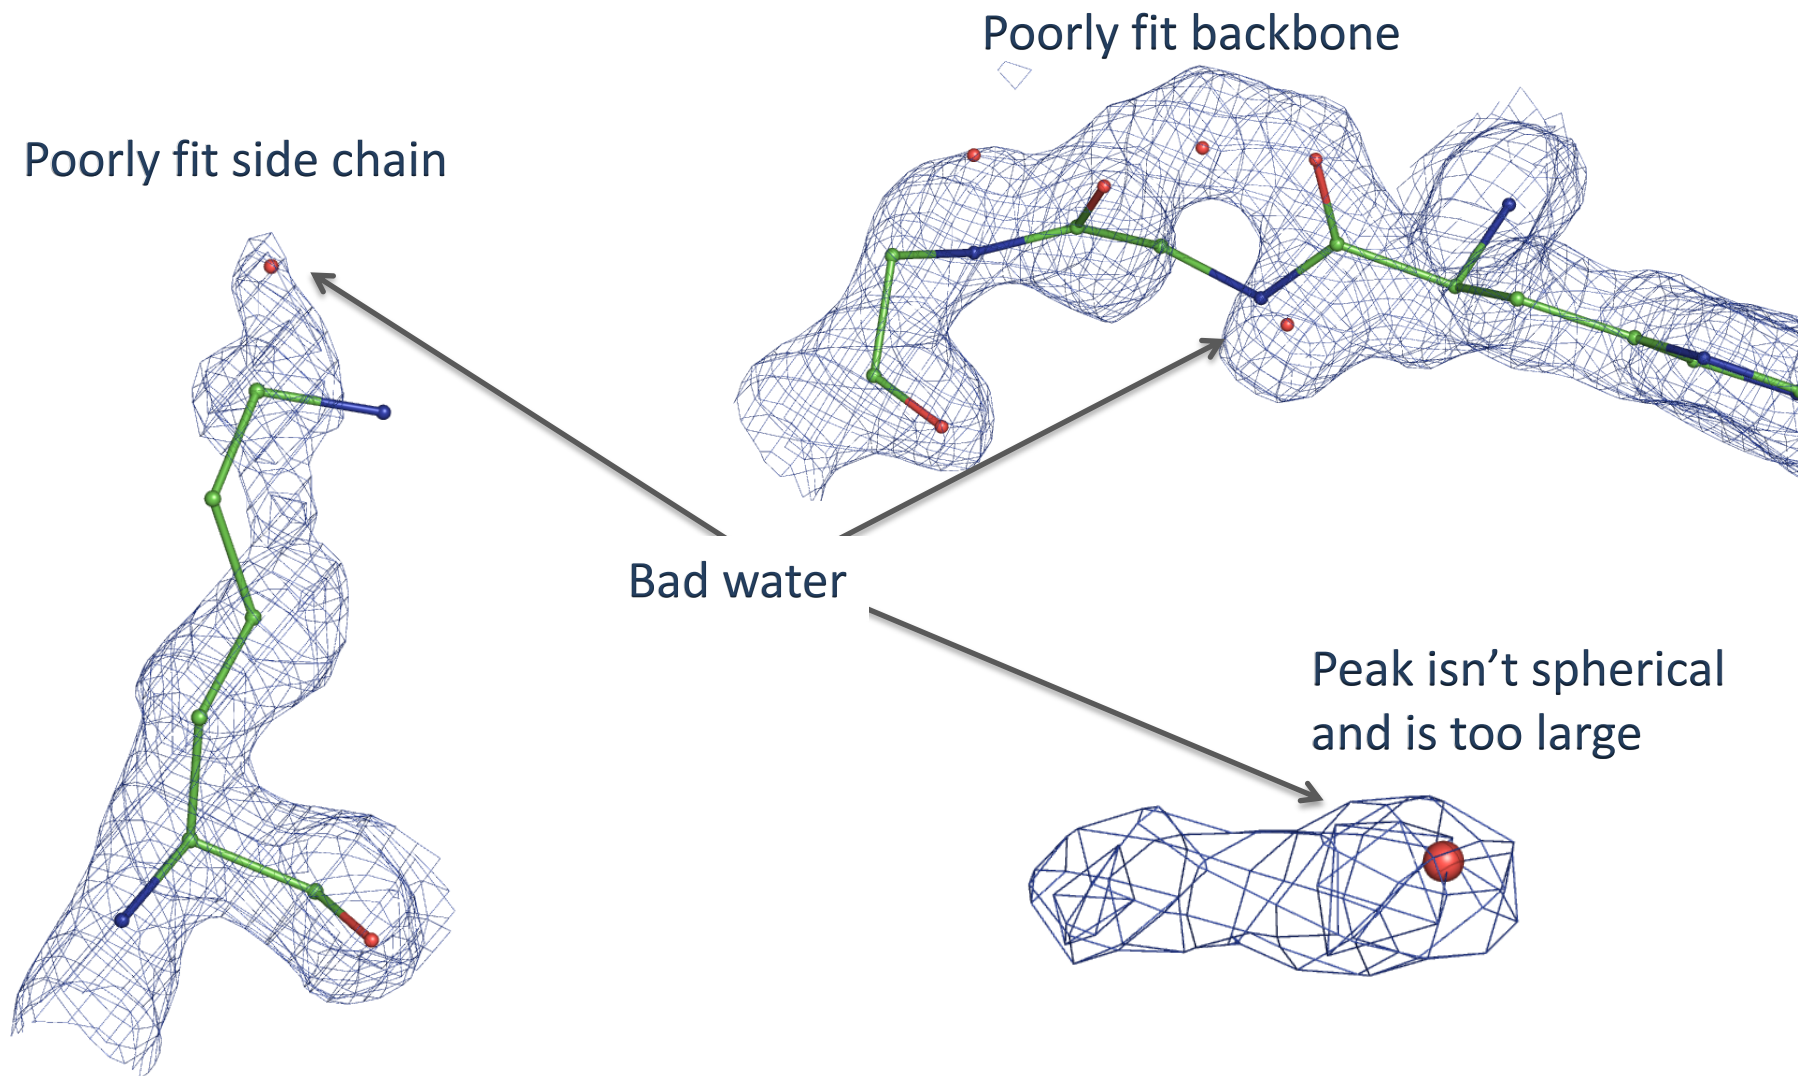 Poorly fit backbone
Poorly fit side chain
Bad water
Peak isn’t spherical
and is too large